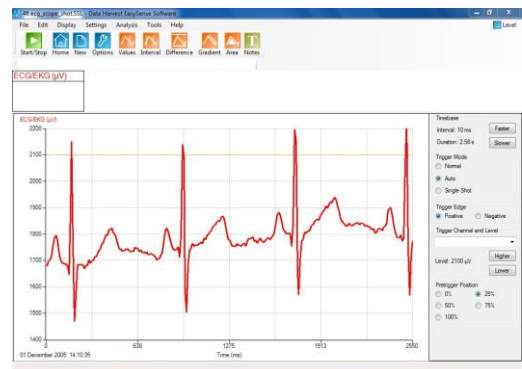 48 ecg_scope_shot.SSL - Data Harvest EasySense Software
File Edit Display Settings Analysis Tools Help
Level
Start/Stop Home New Options Values Interval Difference Gradient Area Notes
ECG/EKG (µV)
ECG/EKG (µV)
2200
2100
2000
1900
1800
1700
1600
1500
1400
0 638 1275 1913 2550
01 December 2005 14:10:35
Time (ms)
Timebase
Interval: 10 ms
Faster
Duration: 2.56 s
Slower
Trigger Mode
Normal
Auto
Single Shot
Trigger Edge
Positive Negative
Trigger Channel and Level
Level: 2100 µV
Higher
Lower
Pretrigger Position
0% 25%
50% 75%
100%